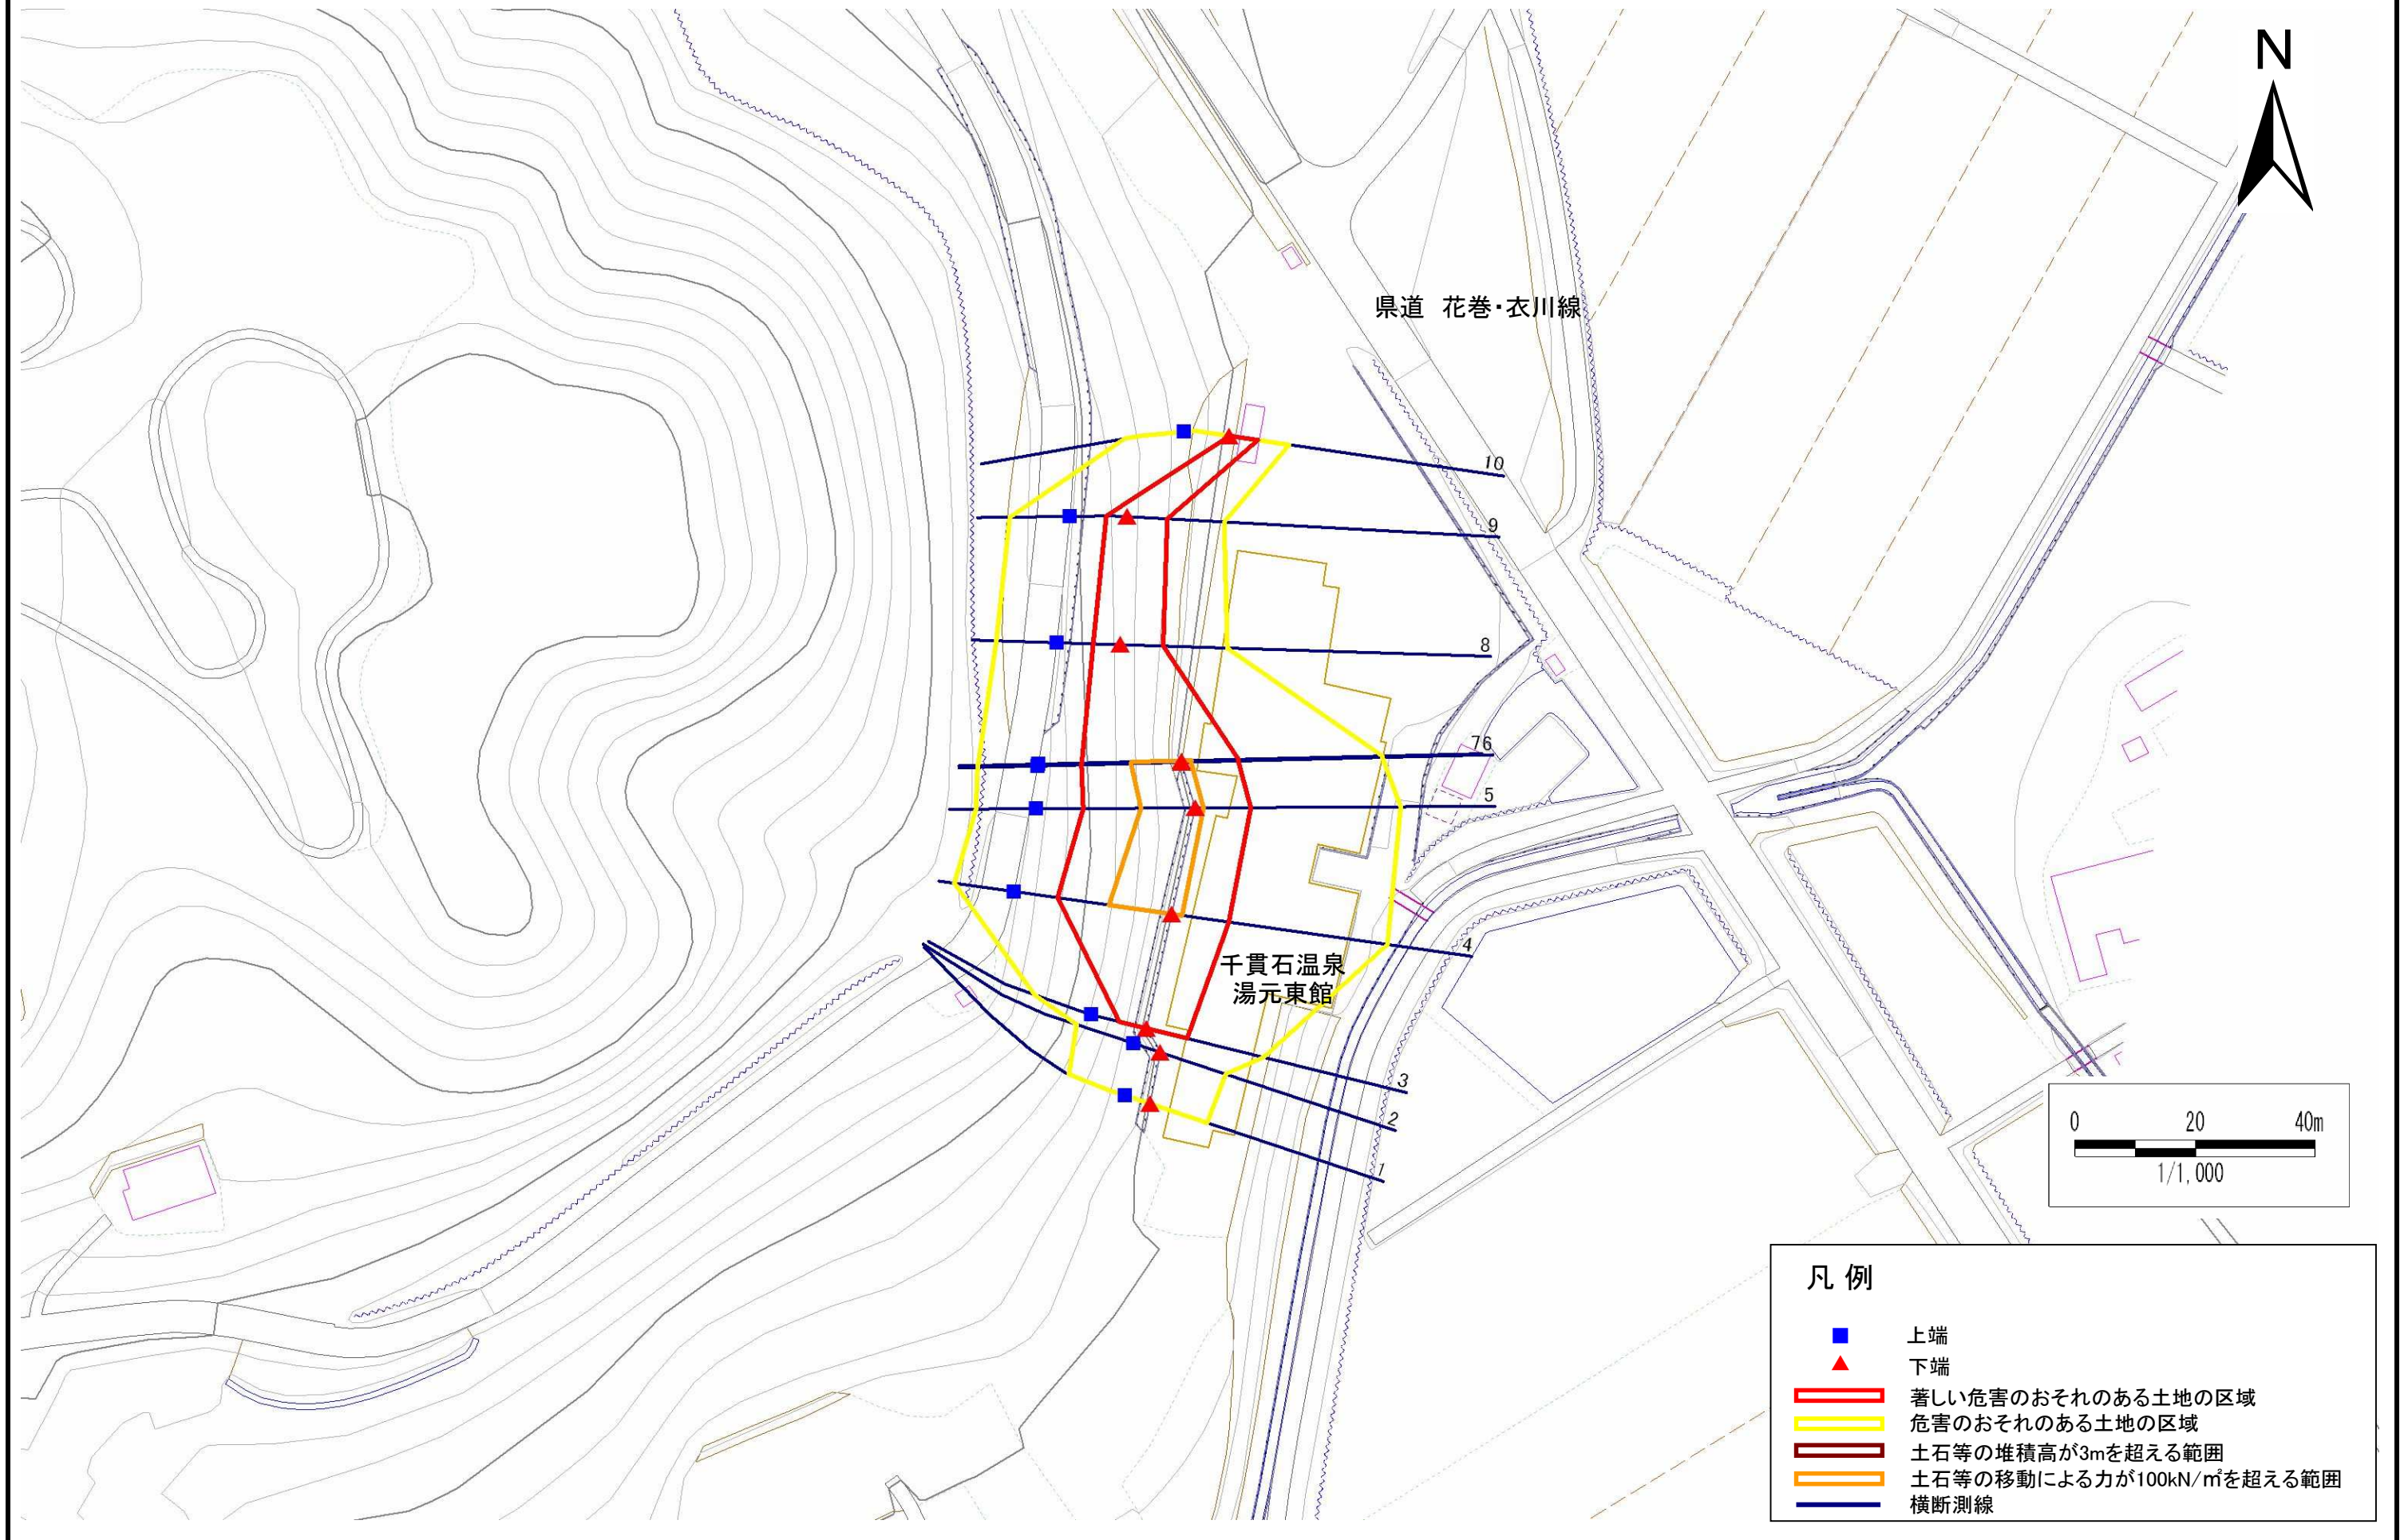 N
県道 花巻・衣川線
10
9
8
76
5
4
千貫石温泉
湯元東館
3
2
1
0 20 40m
1/1,000
凡 例
上端
下端
著しい危害のおそれのある土地の区域
危害のおそれのある土地の区域
土石等の堆積高が3mを超える範囲
土石等の移動による力が100kN/㎡を超える範囲
横断測線